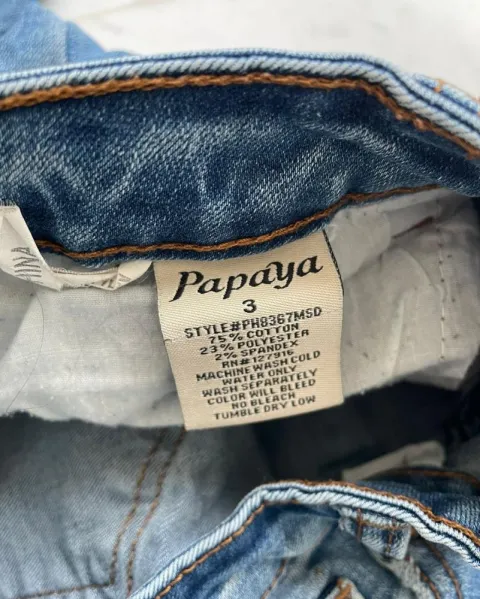 Papaya
3
STYLE#PH8367MSD
75% COTTON
23% POLYESTER
2% SPANDEX
RN#127916
MACHINE WASH COLD
WATER ONLY
WASH SEPARATELY
COLOR WILL BLEED
NO BLEACH
TUMBLE DRY LOW